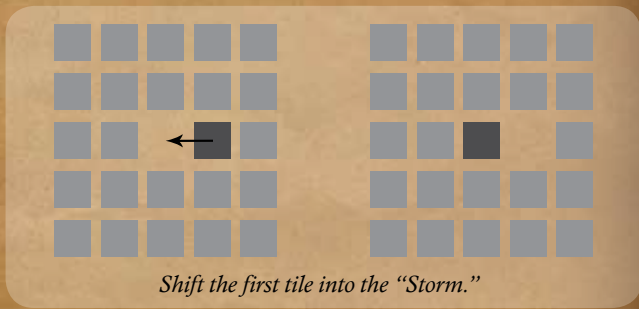 Shift the first tile into the “Storm.”